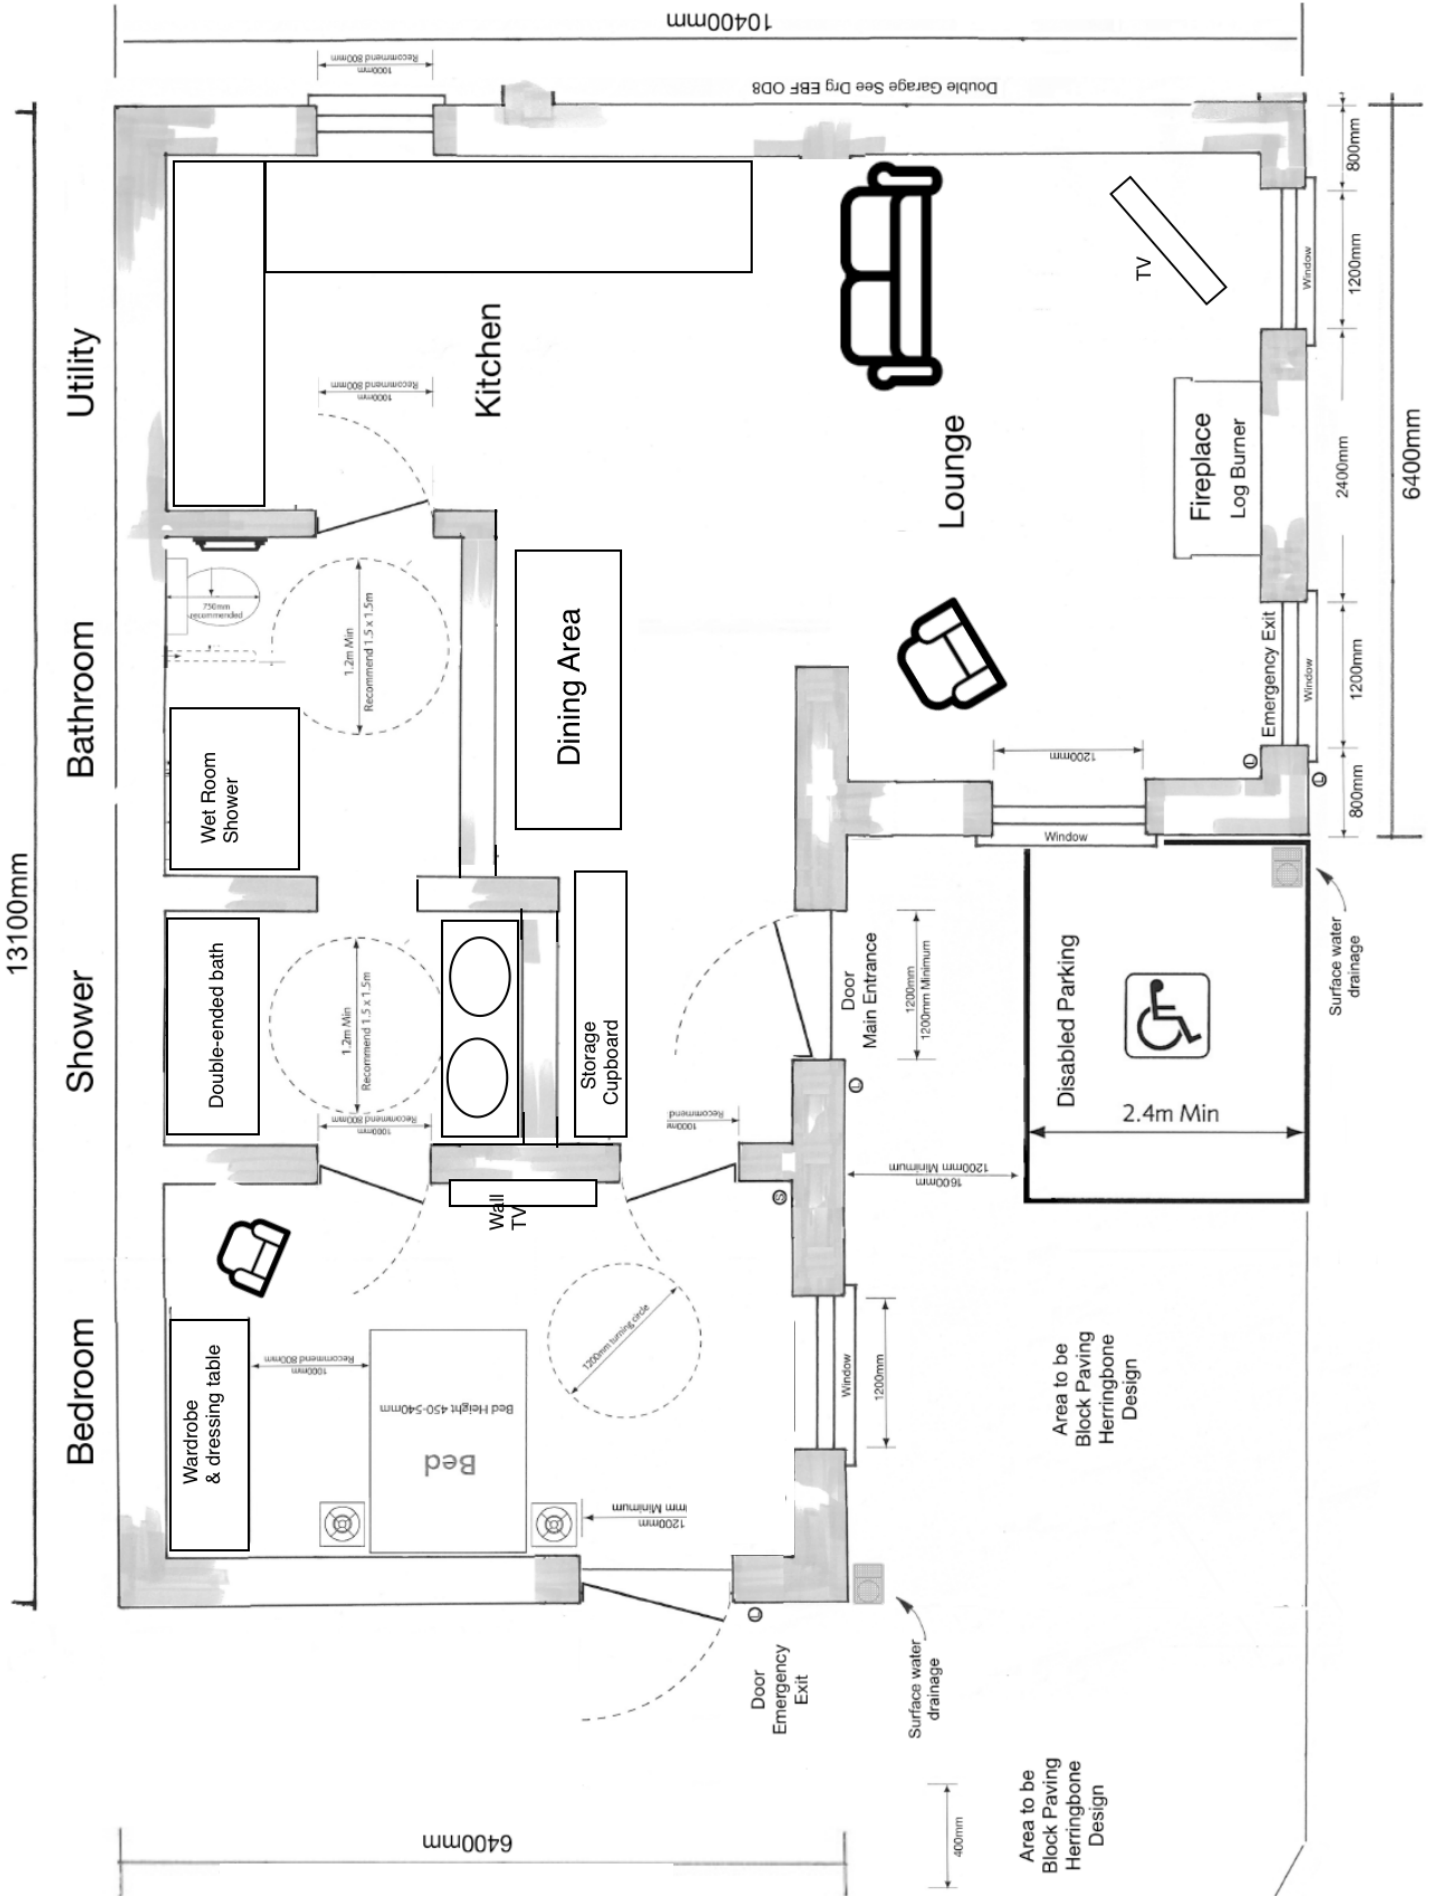 10400mm
1000mm
Recommend 800mm
Double Garage See Drg EBF OD8
13100mm
Utility
Bathroom
Shower
Bedroom
Kitchen
1000mm
Recommend 800mm
TV
Lounge
Fireplace
Log Burner
Window
800mm
1200mm
2400mm
1200mm
800mm
6400mm
Emergency Exit
Window
L
L
750mm
recommended
1.2m Min
Recommend 1.5 x 1.5m
Wet Room
Shower
Dining Area
1200mm
Window
Double-ended bath
1.2m Min
Recommend 1.5 x 1.5m
1000mm
Recommend 800mm
Storage
Cupboard
Door
Main Entrance
1200mm
1200mm Minimum
L
Disabled Parking
2.4m Min
Surface water
drainage
1000mm
Recommend
1600mm
1200mm Minimum
S
Wall
TV
Wardrobe
& dressing table
1000mm
Recommend 800mm
Bed
Bed Height 450-540mm
1200mm turning circle
1200mm
mm Minimum
Window
1200mm
Area to be
Block Paving
Herringbone
Design
L
Door
Emergency
Exit
Surface water
drainage
6400mm
400mm
Area to be
Block Paving
Herringbone
Design